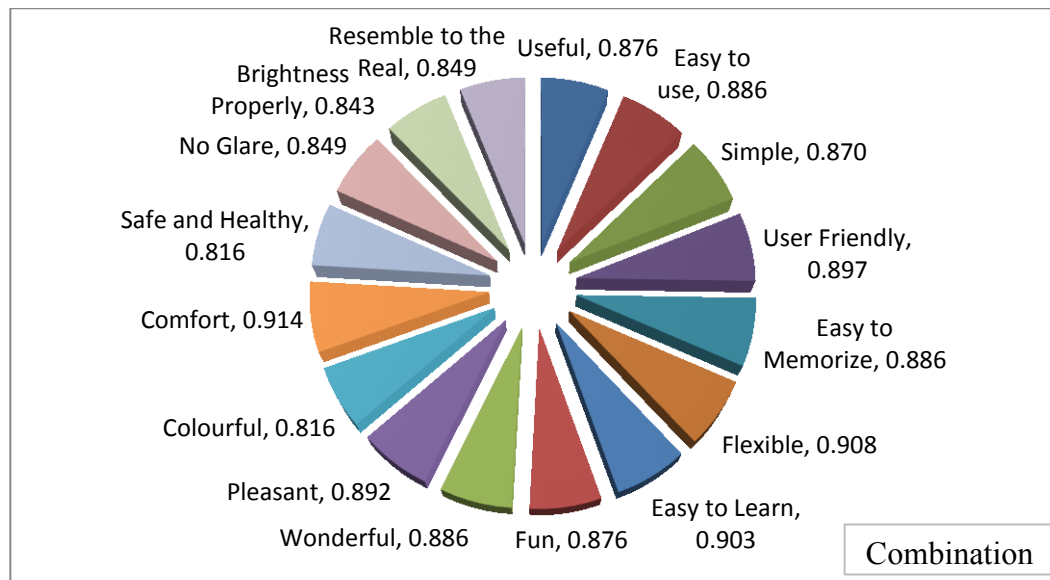 Useful, 0.876
Easy to
use, 0.886
Simple, 0.870
User Friendly,
0.897
Easy to
Memorize, 0.886
Flexible, 0.908
Easy to Learn,
0.903
Fun, 0.876
Wonderful, 0.886
Pleasant, 0.892
Colourful, 0.816
Comfort, 0.914
Safe and Healthy,
0.816
No Glare, 0.849
Brightness
Properly, 0.843
Resemble to the
Real, 0.849
Combination